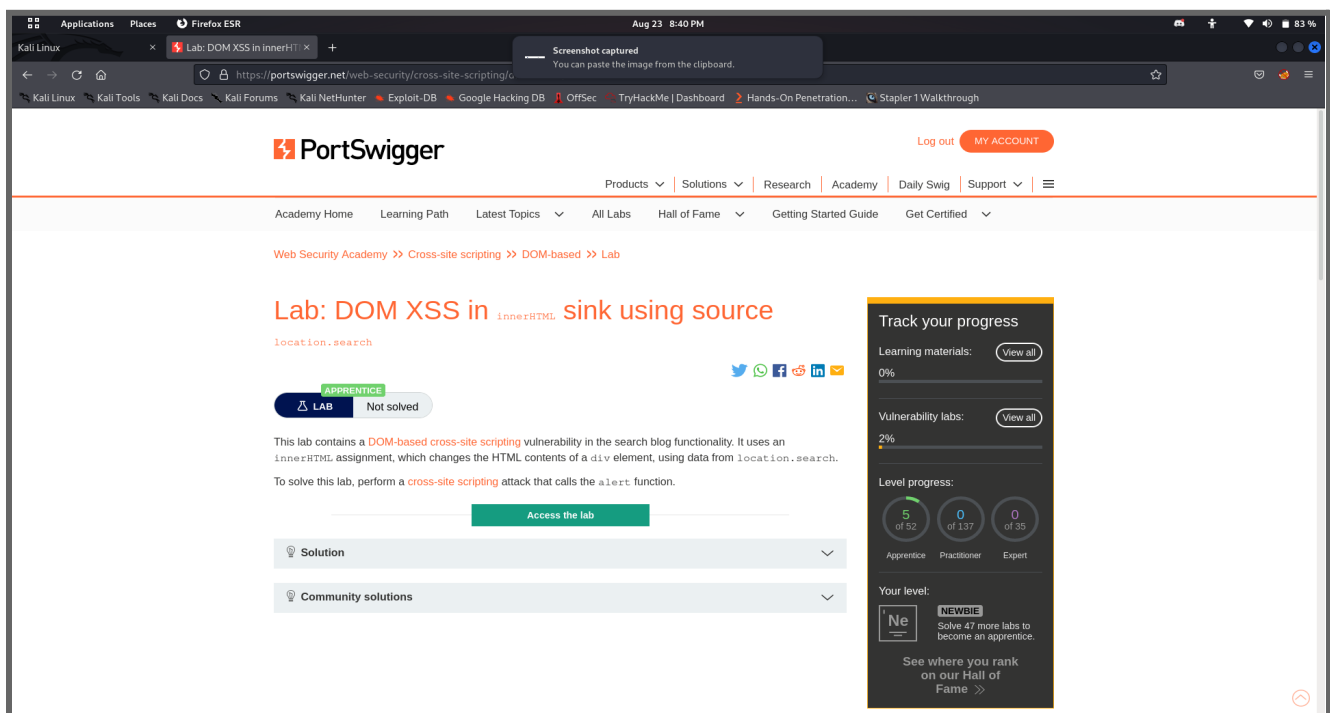 Applications Places Firefox ESR Aug 23 8:40 PM 83 %
Kali Linux × Lab: DOM XSS in innerHT × +
Screenshot captured
You can paste the image from the clipboard.
https://portswigger.net/web-security/cross-site-scripting/d
Kali Linux Kali Tools Kali Docs Kali Forums Kali NetHunter Exploit-DB Google Hacking DB OffSec TryHackMe | Dashboard Hands-On Penetration... Stapler 1 Walkthrough
PortSwigger
Log out MY ACCOUNT
Products Solutions Research Academy Daily Swig Support
Academy Home Learning Path Latest Topics All Labs Hall of Fame Getting Started Guide Get Certified
Web Security Academy >> Cross-site scripting >> DOM-based >> Lab
Lab: DOM XSS in innerHTML sink using source
location.search
APPRENTICE
LAB Not solved
This lab contains a DOM-based cross-site scripting vulnerability in the search blog functionality. It uses an
innerHTML assignment, which changes the HTML contents of a div element, using data from location.search.
To solve this lab, perform a cross-site scripting attack that calls the alert function.
Access the lab
Solution
Community solutions
Track your progress
Learning materials: View all
0%
Vulnerability labs: View all
2%
Level progress:
5 0 0
of 52 of 137 of 35
Apprentice Practitioner Expert
Your level:
Ne
NEWBIE
Solve 47 more labs to
become an apprentice.
See where you rank
on our Hall of
Fame >>